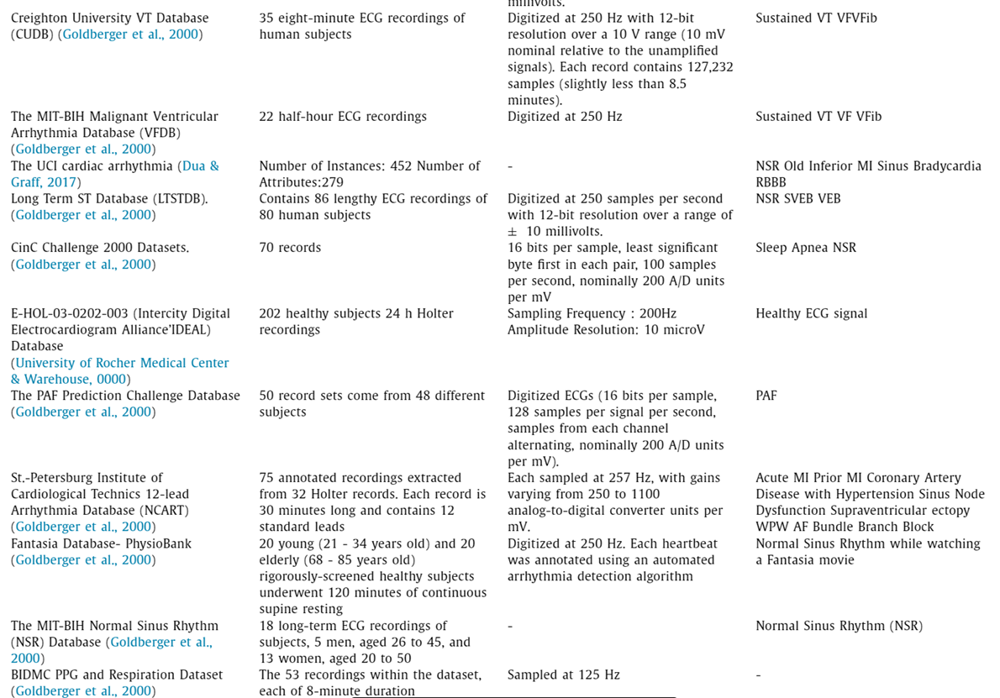 millivolts.
Creighton University VT Database
(CUDB) (Goldberger et al., 2000)
35 eight-minute ECG recordings of
human subjects
Digitized at 250 Hz with 12-bit
resolution over a 10 V range (10 mV
nominal relative to the unamplified
signals). Each record contains 127,232
samples (slightly less than 8.5
minutes).
Sustained VT VFVFib
The MIT-BIH Malignant Ventricular
Arrhythmia Database (VFDB)
(Goldberger et al., 2000)
22 half-hour ECG recordings
Digitized at 250 Hz
Sustained VT VF VFib
The UCI cardiac arrhythmia (Dua &
Graff, 2017)
Number of Instances: 452 Number of
Attributes:279
-
NSR Old Inferior MI Sinus Bradycardia
RBBB
Long Term ST Database (LTSTDB).
(Goldberger et al., 2000)
Contains 86 lengthy ECG recordings of
80 human subjects
Digitized at 250 samples per second
with 12-bit resolution over a range of
± 10 millivolts.
NSR SVEB VEB
CinC Challenge 2000 Datasets.
(Goldberger et al., 2000)
70 records
16 bits per sample, least significant
byte first in each pair, 100 samples
per second, nominally 200 A/D units
per mV
Sleep Apnea NSR
E-HOL-03-0202-003 (Intercity Digital
Electrocardiogram Alliance'IDEAL)
Database
(University of Rocher Medical Center
& Warehouse, 0000)
202 healthy subjects 24 h Holter
recordings
Sampling Frequency : 200Hz
Amplitude Resolution: 10 microV
Healthy ECG signal
The PAF Prediction Challenge Database
(Goldberger et al., 2000)
50 record sets come from 48 different
subjects
Digitized ECGs (16 bits per sample,
128 samples per signal per second,
samples from each channel
alternating, nominally 200 A/D units
per mV).
PAF
St.-Petersburg Institute of
Cardiological Technics 12-lead
Arrhythmia Database (NCART)
(Goldberger et al., 2000)
75 annotated recordings extracted
from 32 Holter records. Each record is
30 minutes long and contains 12
standard leads
Each sampled at 257 Hz, with gains
varying from 250 to 1100
analog-to-digital converter units per
mV.
Acute MI Prior MI Coronary Artery
Disease with Hypertension Sinus Node
Dysfunction Supraventricular ectopy
WPW AF Bundle Branch Block
Fantasia Database- PhysioBank
(Goldberger et al., 2000)
20 young (21 - 34 years old) and 20
elderly (68 - 85 years old)
rigorously-screened healthy subjects
underwent 120 minutes of continuous
supine resting
Digitized at 250 Hz. Each heartbeat
was annotated using an automated
arrhythmia detection algorithm
Normal Sinus Rhythm while watching
a Fantasia movie
The MIT-BIH Normal Sinus Rhythm
(NSR) Database (Goldberger et al.,
2000)
18 long-term ECG recordings of
subjects, 5 men, aged 26 to 45, and
13 women, aged 20 to 50
-
Normal Sinus Rhythm (NSR)
BIDMC PPG and Respiration Dataset
(Goldberger et al., 2000)
The 53 recordings within the dataset,
each of 8-minute duration
Sampled at 125 Hz
-